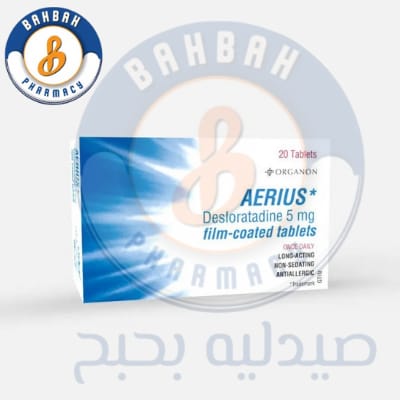 BAHBAH
PHARMACY
BAHBAH
PHARMACY
20 Tablets
ORGANON
AERIUS*
Desloratadine 5 mg
film-coated tablets
ONCE DAILY
LONG-ACTING
NON-SEDATING
ANTIALLERGIC
*trademark
صيدليه بحبح